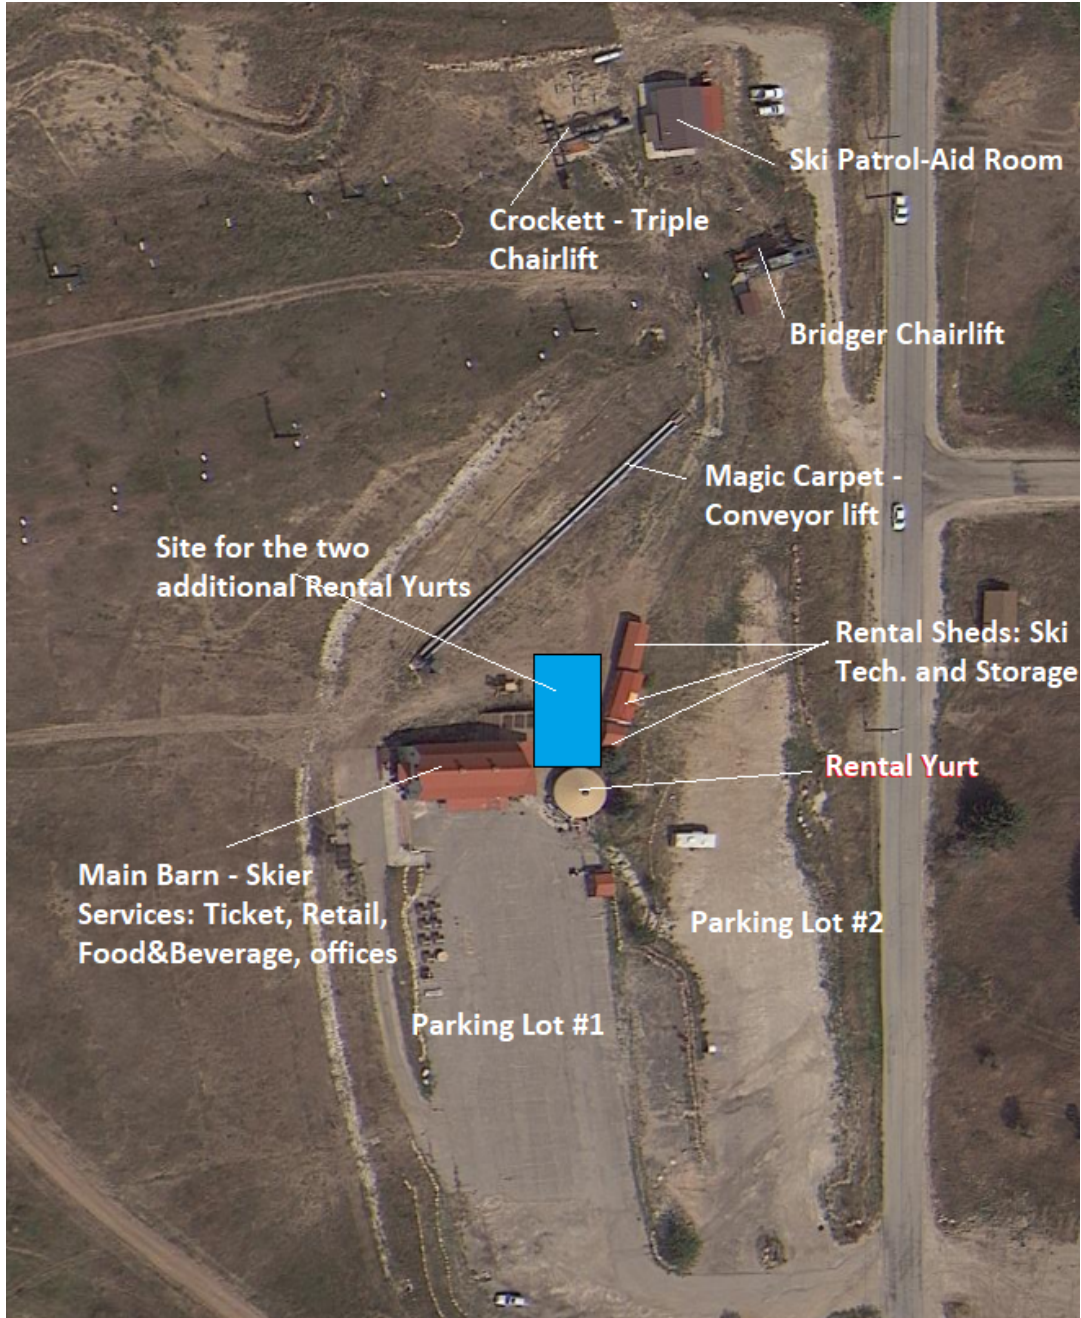 Ski Patrol-Aid Room
Crockett - Triple
Chairlift
Bridger Chairlift
Magic Carpet -
Conveyor lift
Site for the two
additional Rental Yurts
Rental Sheds: Ski
Tech. and Storage
Rental Yurt
Main Barn - Skier
Services: Ticket, Retail,
Food&Beverage, offices
Parking Lot #2
Parking Lot #1